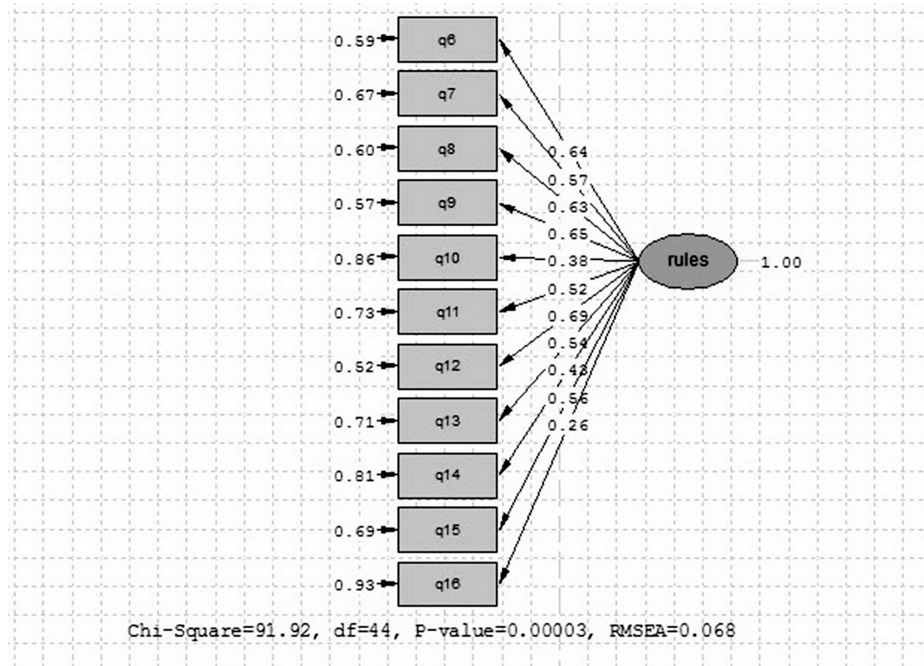 0.59 q6
0.67 q7
0.60 q8 0.64
0.57
0.63
0.57 q9 0.65
0.86 q10 0.38 rules 1.00
0.52
0.73 q11 0.69
0.54
0.52 q12 0.43
0.56
0.71 q13 0.26
0.81 q14
0.69 q15
0.93 q16
Chi-Square=91.92, df=44, P-value=0.00003, RMSEA=0.068